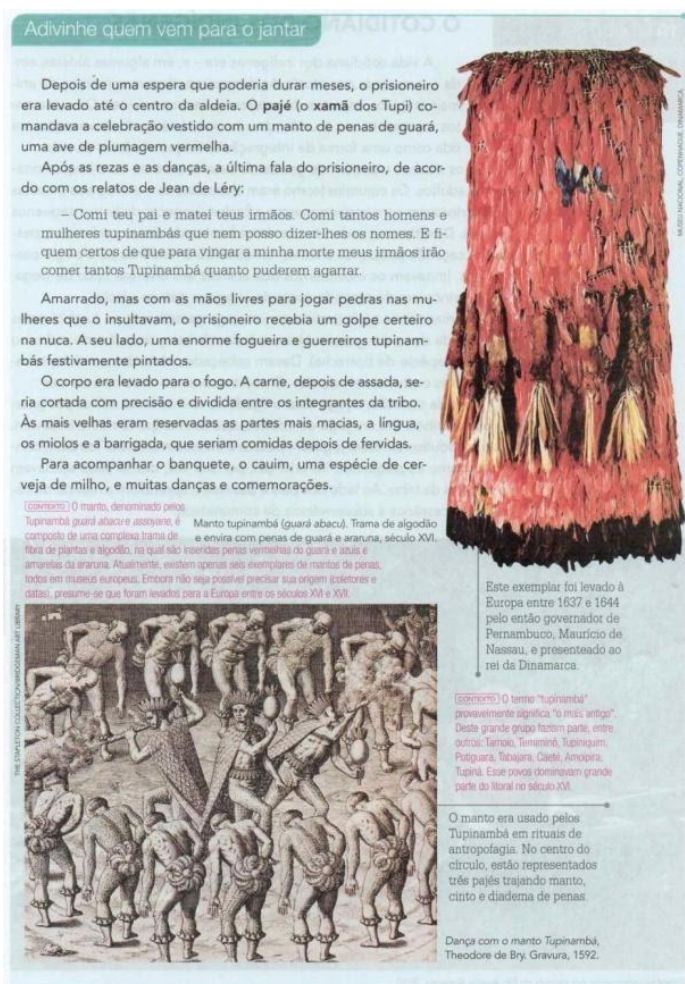 Adivinhe quem vem para o jantar
Depois de uma espera que poderia durar meses, o prisioneiro
era levado até o centro da aldeia. O pajé (o xamã dos Tupi) co-
mandava a celebração vestido com um manto de penas de guará,
uma ave de plumagem vermelha.
Após as rezas e as danças, a última fala do prisioneiro, de acor-
do com os relatos de Jean de Léry:
– Comi teu pai e matei teus irmãos. Comi tantos homens e
mulheres tupinambás que nem posso dizer-lhes os nomes. E fi-
quem certos de que para vingar a minha morte meus irmãos irão
comer tantos Tupinambá quanto puderem agarrar.
Amarrado, mas com as mãos livres para jogar pedras nas mu-
lheres que o insultavam, o prisioneiro recebia um golpe certeiro
na nuca. A seu lado, uma enorme fogueira e guerreiros tupinam-
bás festivamente pintados.
O corpo era levado para o fogo. A carne, depois de assada, se-
ria cortada com precisão e dividida entre os integrantes da tribo.
Às mais velhas eram reservadas as partes mais macias, a língua,
os miolos e a barrigada, que seriam comidas depois de fervidas.
Para acompanhar o banquete, o cauim, uma espécie de cer-
veja de milho, e muitas danças e comemorações.
CONTEXTO O manto, denominado pelos
Tupinambá guará abacu e assoyane, é
composto de uma complexa trama de
fibra de plantas e algodão, na qual são inseridas penas vermelhas do guará e azuis e
amarelas da araruna. Atualmente, existem apenas seis exemplares de mantos de penas,
todos em museus europeus. Embora não seja possível precisar sua origem (coletores e
datas), presume-se que foram levados para a Europa entre os séculos XVI e XVII.
Manto tupinambá (guará abacu). Trama de algodão
e envira com penas de guará e araruna, século XVI.
MUSEU NACIONAL, COPENHAGUE, DINAMARCA
Este exemplar foi levado à
Europa entre 1637 e 1644
pelo então governador de
Pernambuco, Maurício de
Nassau, e presenteado ao
rei da Dinamarca.
CONTEXTO O termo "tupinambá"
provavelmente significa "o mais antigo".
Deste grande grupo faziam parte, entre
outros: Tamoio, Temiminó, Tupiniquim,
Potiguara, Tabajara, Caeté, Amoipira,
Tupiná. Esse povos dominavam grande
parte do litoral no século XVI.
O manto era usado pelos
Tupinambá em rituais de
antropofagia. No centro do
círculo, estão representados
três pajés trajando manto,
cinto e diadema de penas.
THE STAPLETON COLLECTION/BRIDGEMAN ART LIBRARY
Dança com o manto Tupinambá,
Theodore de Bry. Gravura, 1592.